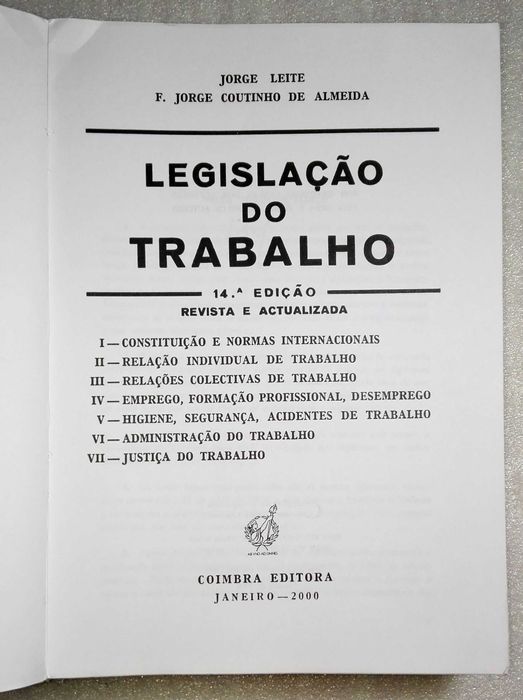 JORGE LEITE
F. JORGE COUTINHO DE ALMEIDA
LEGISLAÇÃO
DO
TRABALHO
14.ª EDIÇÃO
REVISTA E ACTUALIZADA
I — CONSTITUIÇÃO E NORMAS INTERNACIONAIS
II — RELAÇÃO INDIVIDUAL DE TRABALHO
III — RELAÇÕES COLECTIVAS DE TRABALHO
IV — EMPREGO, FORMAÇÃO PROFISSIONAL, DESEMPREGO
V — HIGIENE, SEGURANÇA, ACIDENTES DE TRABALHO
VI — ADMINISTRAÇÃO DO TRABALHO
VII — JUSTIÇA DO TRABALHO
COIMBRA EDITORA
JANEIRO — 2000